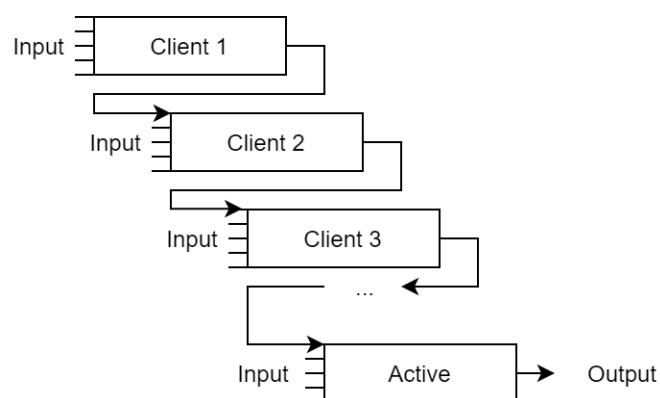 Input
Client 1
Input
Client 2
Input
Client 3
...
Input
Active
Output